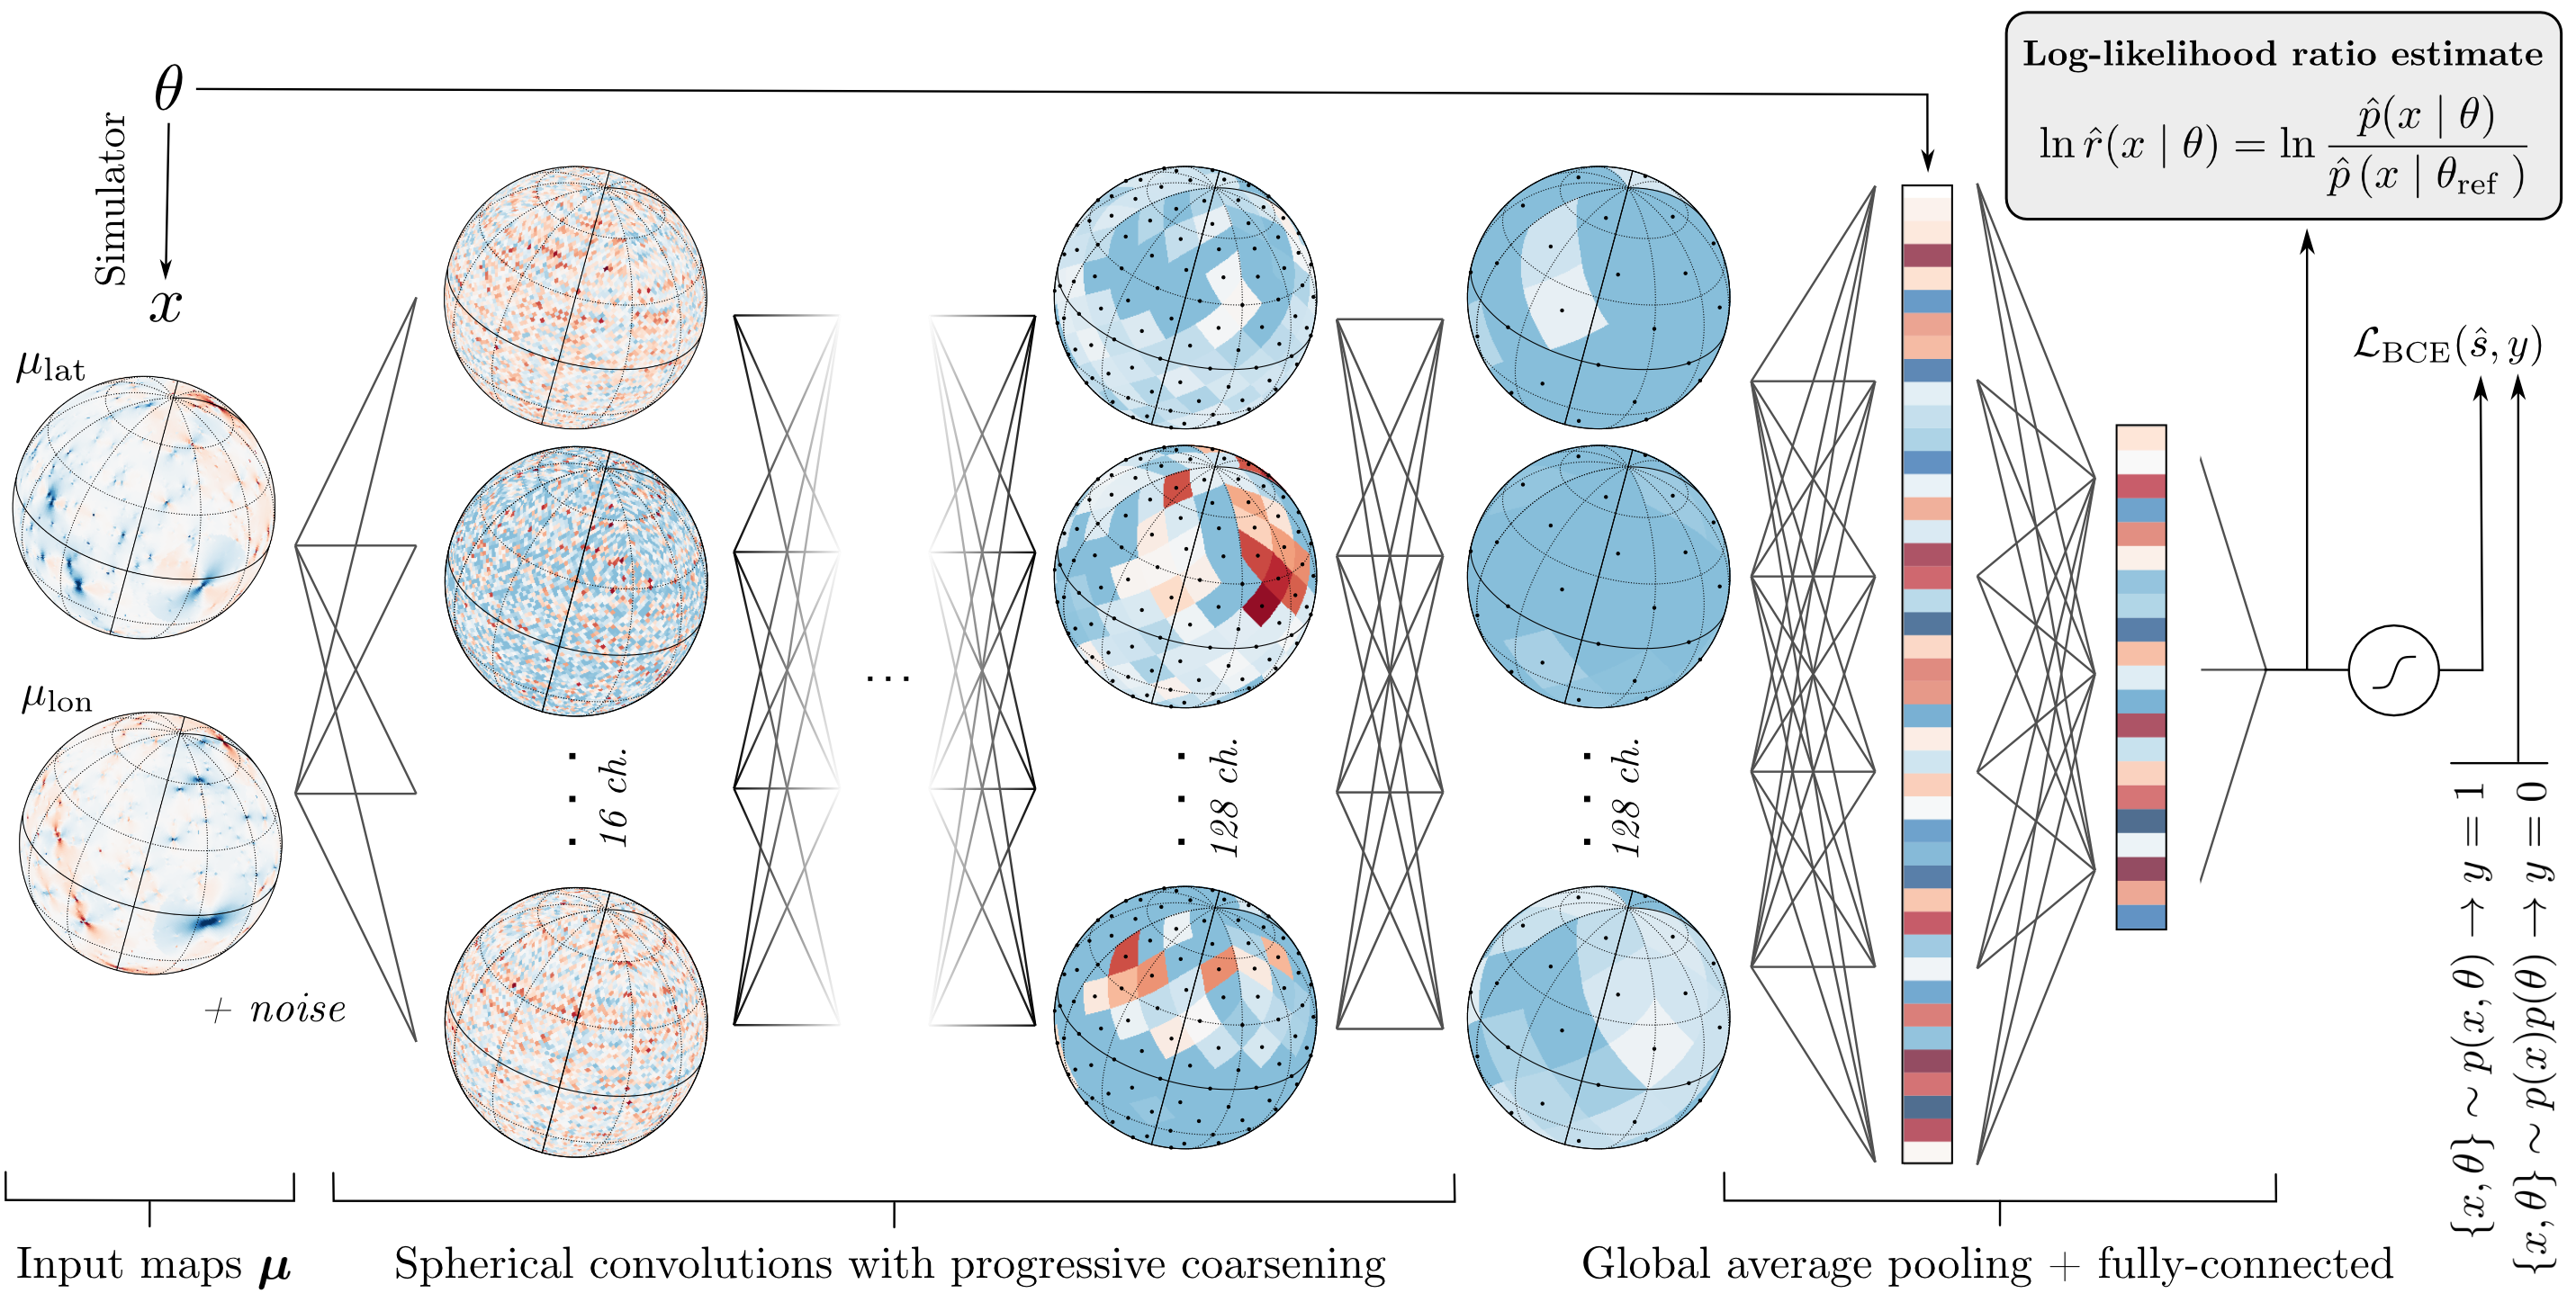 θ
Simulator
x
μ_lat
μ_lon
+ noise
16 ch.
...
128 ch.
128 ch.
Log-likelihood ratio estimate
ln r̂(x | θ) = ln p̂(x | θ) / p̂(x | θ_ref)
ℒ_BCE(ŝ, y)
{x, θ} ∼ p(x, θ) → y = 1
{x, θ} ∼ p(x)p(θ) → y = 0
Input maps μ
Spherical convolutions with progressive coarsening
Global average pooling + fully-connected